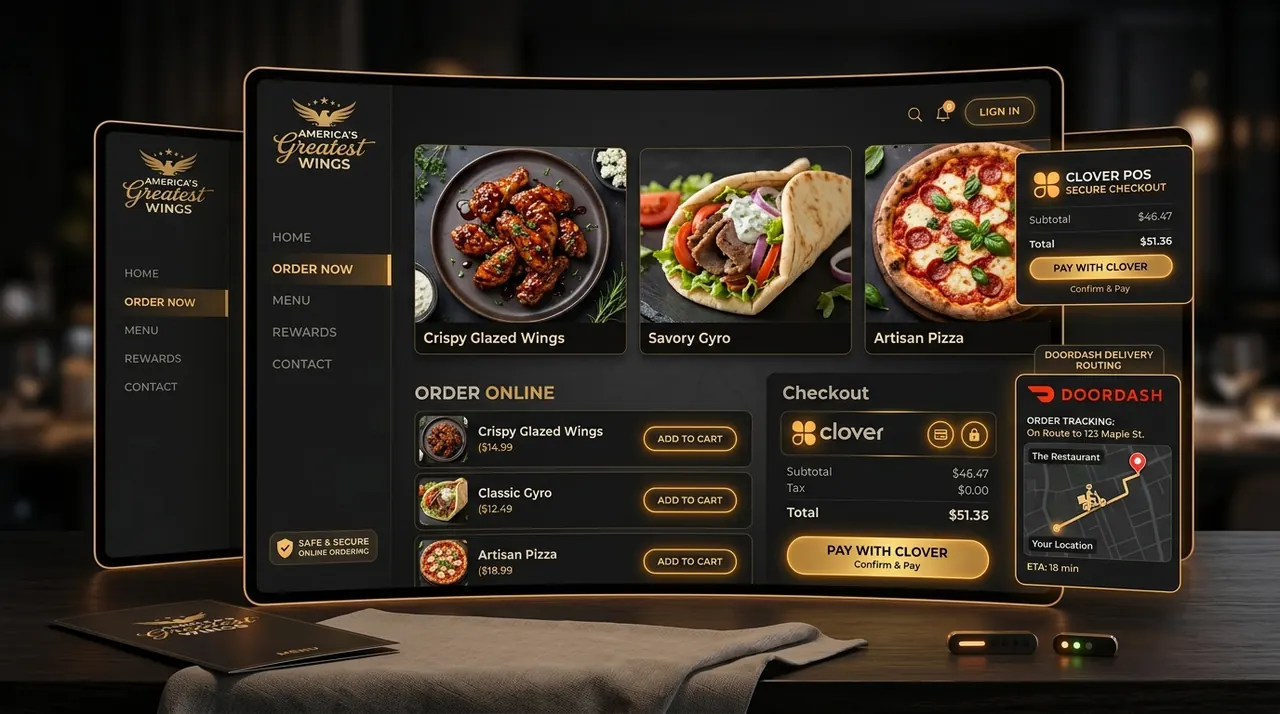 AMERICA'S
Greatest
WINGS
HOME
ORDER NOW
MENU
REWARDS
CONTACT
AMERICA'S
Greatest
WINGS
HOME
ORDER NOW
MENU
REWARDS
CONTACT
SAFE & SECURE
ONLINE ORDERING
LIGN IN
Crispy Glazed Wings
Savory Gyro
Artisan Pizza
ORDER ONLINE
Crispy Glazed Wings
($14.99
ADD TO CART
Classic Gyro
($12.49
ADD TO CART
Artisan Pizza
($18.99
ADD TO CART
Checkout
clover
Subtotal $46.47
Tax $0.00
Total $51.36
PAY WITH CLOVER
Confirm & Pay
CLOVER POS
SECURE CHECKOUT
Subtotal $46.47
Total $51.36
PAY WITH CLOVER
Confirm & Pay
DOORDASH DELIVERY
ROUTING
DOORDASH
ORDER TRACKING:
On Route to 123 Maple St.
The Restaurant
Your Location
ETA: 18 min
Greatest
WINGS
MENU